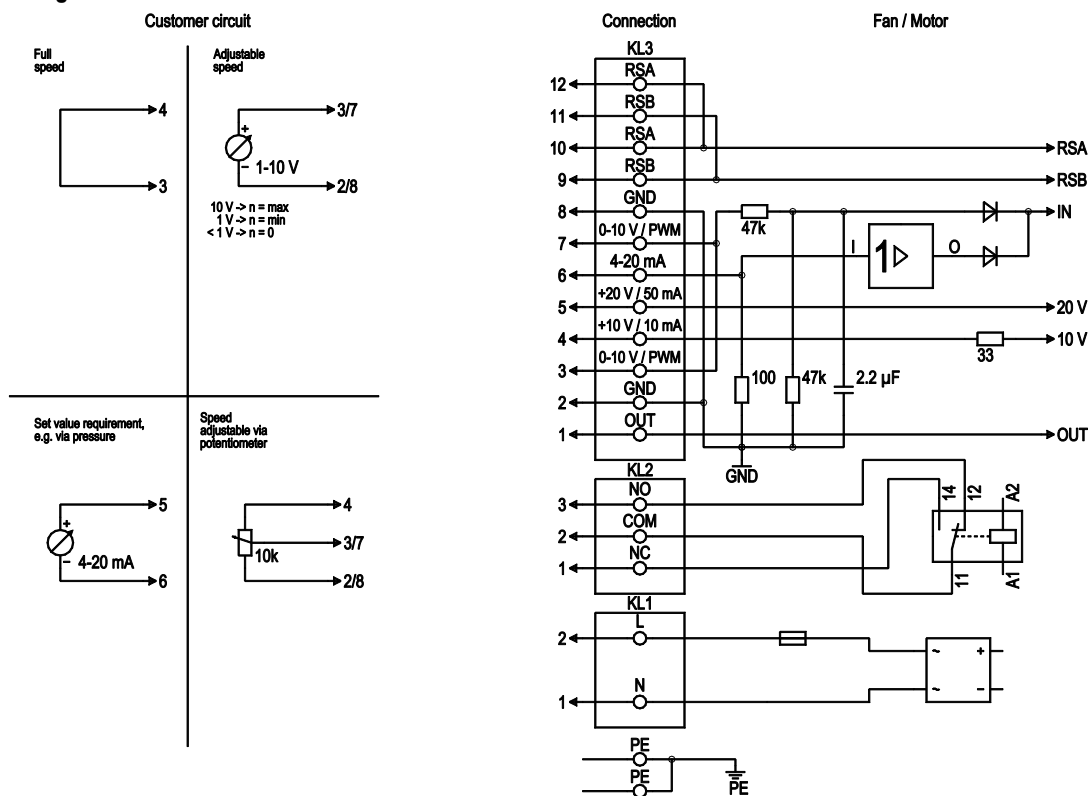 Customer circuit
Connection
Fan / Motor
Full
speed
4
3
Adjustable
speed
3/7
+
1-10 V
−
2/8
10 V -> n = max
1 V -> n = min
< 1 V -> n = 0
Set value requirement,
e.g. via pressure
5
+
4-20 mA
−
6
Speed
adjustable via
potentiometer
4
3/7
10k
2/8
KL3
12 RSA
11 RSB
10 RSA RSA
9 RSB RSB
8 GND IN
47k
7 0-10 V / PWM
I 1 O
6 4-20 mA
5 +20 V / 50 mA 20 V
4 +10 V / 10 mA 10 V
33
3 0-10 V / PWM
100 47k 2.2 µF
2 GND
1 OUT OUT
GND
KL2
3 NO
2 COM
1 NC
14 12 A2
11 A1
KL1
2 L
~ +
1 N
~ −
PE
PE
PE